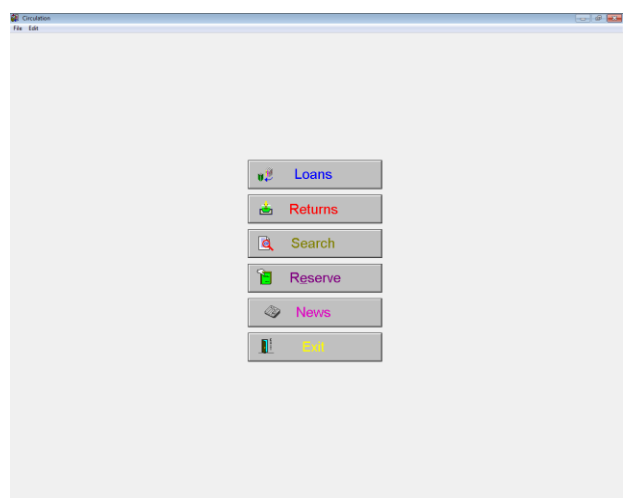 Circulation
File Edit
Loans
Returns
Search
Reserve
News
Exit